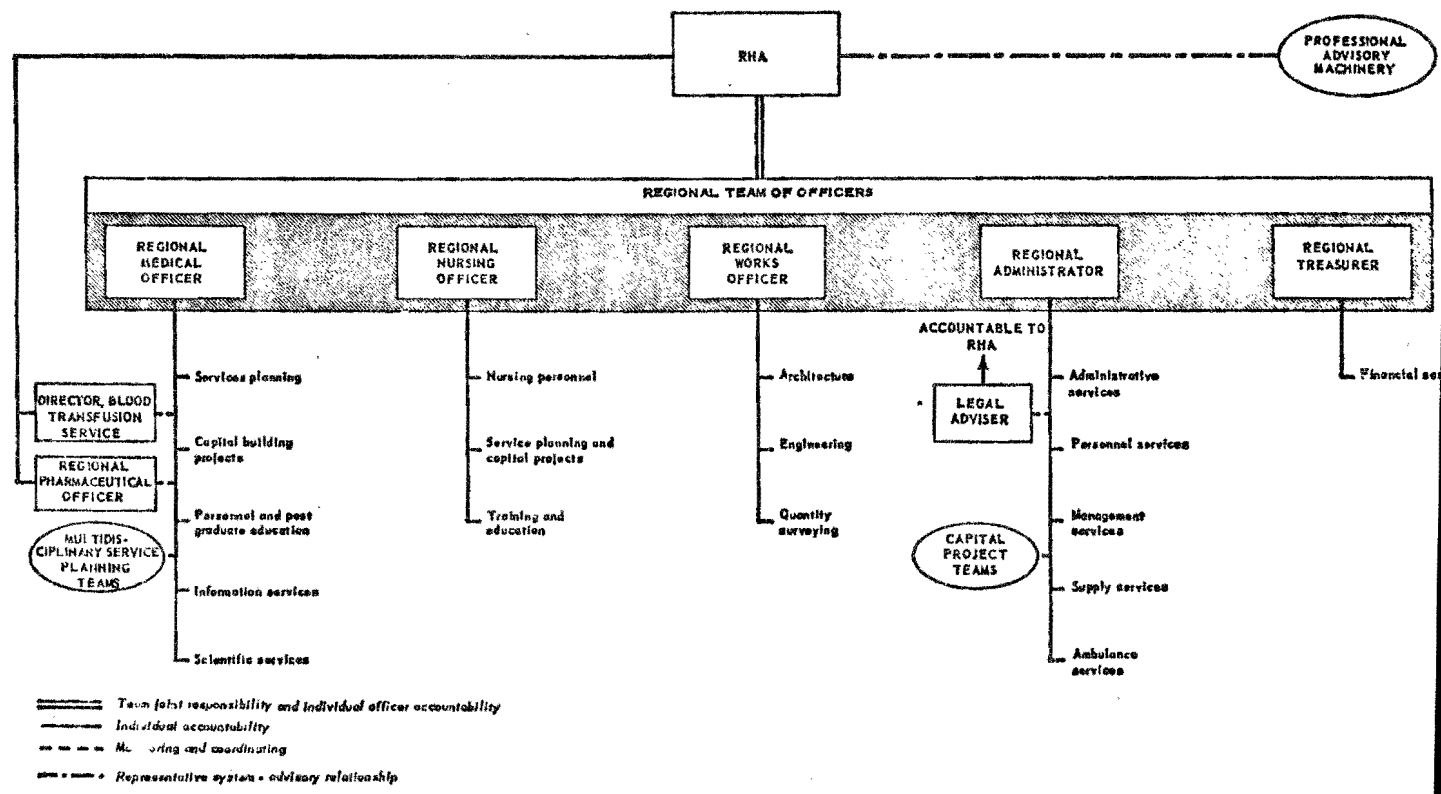 RHA
PROFESSIONAL
ADVISORY
MACHINERY
REGIONAL TEAM OF OFFICERS
REGIONAL
MEDICAL
OFFICER
REGIONAL
NURSING
OFFICER
REGIONAL
WORKS
OFFICER
REGIONAL
ADMINISTRATOR
REGIONAL
TREASURER
Services planning
DIRECTOR, BLOOD
TRANSFUSION
SERVICE
Capital building
projects
REGIONAL
PHARMACEUTICAL
OFFICER
Personnel and post
graduate education
MULTIDIS-
CIPLINARY SERVICE
PLANNING
TEAMS
Information services
Scientific services
Nursing personnel
Service planning and
capital projects
Training and
education
Architecture
Engineering
Quantity
surveying
ACCOUNTABLE TO
RHA
LEGAL
ADVISER
Administrative
services
Personnel services
Management
services
CAPITAL
PROJECT
TEAMS
Supply services
Ambulance
services
Financial
Team joint responsibility and individual officer accountability
Individual accountability
and coordinating
Representative system - advisory relationship